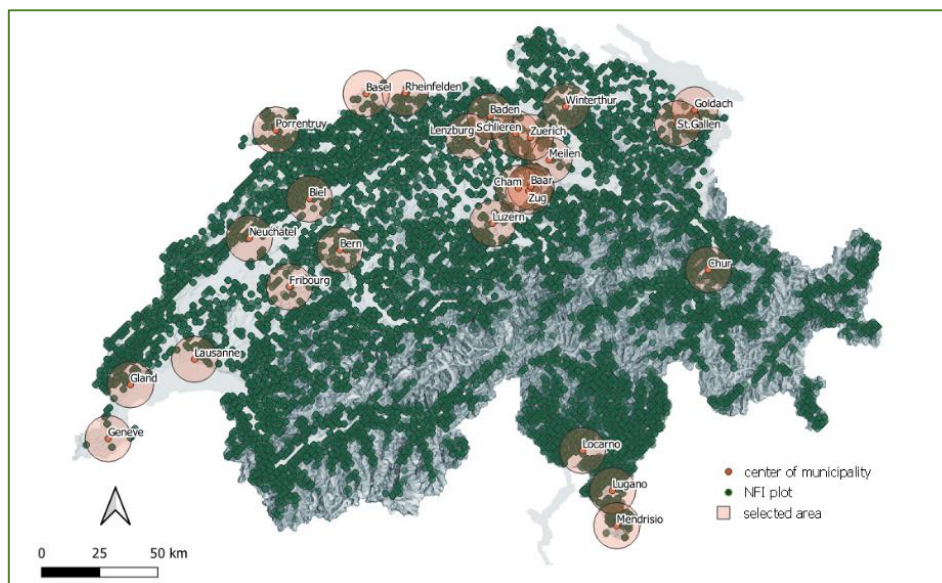 Basel
Rheinfelden
Porrentruy
Baden
Winterthur
Goldach
Lenzburg
Schlieren
Zuerich
St.Gallen
Meilen
Cham
Baar
Zug
Biel
Luzern
Neuchatel
Bern
Chur
Fribourg
Lausanne
Gland
Geneve
Locarno
Lugano
Mendrisio
center of municipality
NFI plot
selected area
0 25 50 km